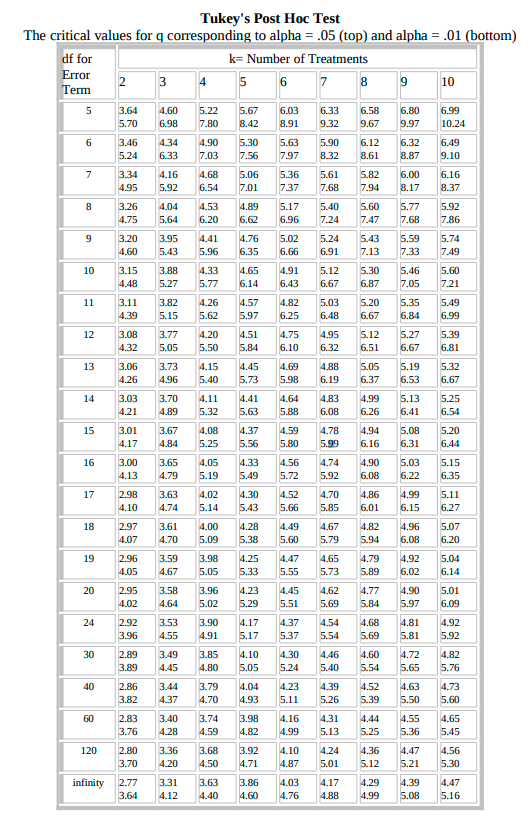 Tukey's Post Hoc Test
The critical values for q corresponding to alpha = .05 (top) and alpha = .01 (bottom)
df for Error Term k= Number of Treatments
2 3 4 5 6 7 8 9 10
5 3.64 4.60 5.22 5.67 6.03 6.33 6.58 6.80 6.99
5.70 6.98 7.80 8.42 8.91 9.32 9.67 9.97 10.24
6 3.46 4.34 4.90 5.30 5.63 5.90 6.12 6.32 6.49
5.24 6.33 7.03 7.56 7.97 8.32 8.61 8.87 9.10
7 3.34 4.16 4.68 5.06 5.36 5.61 5.82 6.00 6.16
4.95 5.92 6.54 7.01 7.37 7.68 7.94 8.17 8.37
8 3.26 4.04 4.53 4.89 5.17 5.40 5.60 5.77 5.92
4.75 5.64 6.20 6.62 6.96 7.24 7.47 7.68 7.86
9 3.20 3.95 4.41 4.76 5.02 5.24 5.43 5.59 5.74
4.60 5.43 5.96 6.35 6.66 6.91 7.13 7.33 7.49
10 3.15 3.88 4.33 4.65 4.91 5.12 5.30 5.46 5.60
4.48 5.27 5.77 6.14 6.43 6.67 6.87 7.05 7.21
11 3.11 3.82 4.26 4.57 4.82 5.03 5.20 5.35 5.49
4.39 5.15 5.62 5.97 6.25 6.48 6.67 6.84 6.99
12 3.08 3.77 4.20 4.51 4.75 4.95 5.12 5.27 5.39
4.32 5.05 5.50 5.84 6.10 6.32 6.51 6.67 6.81
13 3.06 3.73 4.15 4.45 4.69 4.88 5.05 5.19 5.32
4.26 4.96 5.40 5.73 5.98 6.19 6.37 6.53 6.67
14 3.03 3.70 4.11 4.41 4.64 4.83 4.99 5.13 5.25
4.21 4.89 5.32 5.63 5.88 6.08 6.26 6.41 6.54
15 3.01 3.67 4.08 4.37 4.59 4.78 4.94 5.08 5.20
4.17 4.84 5.25 5.56 5.80 5.99 6.16 6.31 6.44
16 3.00 3.65 4.05 4.33 4.56 4.74 4.90 5.03 5.15
4.13 4.79 5.19 5.49 5.72 5.92 6.08 6.22 6.35
17 2.98 3.63 4.02 4.30 4.52 4.70 4.86 4.99 5.11
4.10 4.74 5.14 5.43 5.66 5.85 6.01 6.15 6.27
18 2.97 3.61 4.00 4.28 4.49 4.67 4.82 4.96 5.07
4.07 4.70 5.09 5.38 5.60 5.79 5.94 6.08 6.20
19 2.96 3.59 3.98 4.25 4.47 4.65 4.79 4.92 5.04
4.05 4.67 5.05 5.33 5.55 5.73 5.89 6.02 6.14
20 2.95 3.58 3.96 4.23 4.45 4.62 4.77 4.90 5.01
4.02 4.64 5.02 5.29 5.51 5.69 5.84 5.97 6.09
24 2.92 3.53 3.90 4.17 4.37 4.54 4.68 4.81 4.92
3.96 4.55 4.91 5.17 5.37 5.54 5.69 5.81 5.92
30 2.89 3.49 3.85 4.10 4.30 4.46 4.60 4.72 4.82
3.89 4.45 4.80 5.05 5.24 5.40 5.54 5.65 5.76
40 2.86 3.44 3.79 4.04 4.23 4.39 4.52 4.63 4.73
3.82 4.37 4.70 4.93 5.11 5.26 5.39 5.50 5.60
60 2.83 3.40 3.74 3.98 4.16 4.31 4.44 4.55 4.65
3.76 4.28 4.59 4.82 4.99 5.13 5.25 5.36 5.45
120 2.80 3.36 3.68 3.92 4.10 4.24 4.36 4.47 4.56
3.70 4.20 4.50 4.71 4.87 5.01 5.12 5.21 5.30
infinity 2.77 3.31 3.63 3.86 4.03 4.17 4.29 4.39 4.47
3.64 4.12 4.40 4.60 4.76 4.88 4.99 5.08 5.16